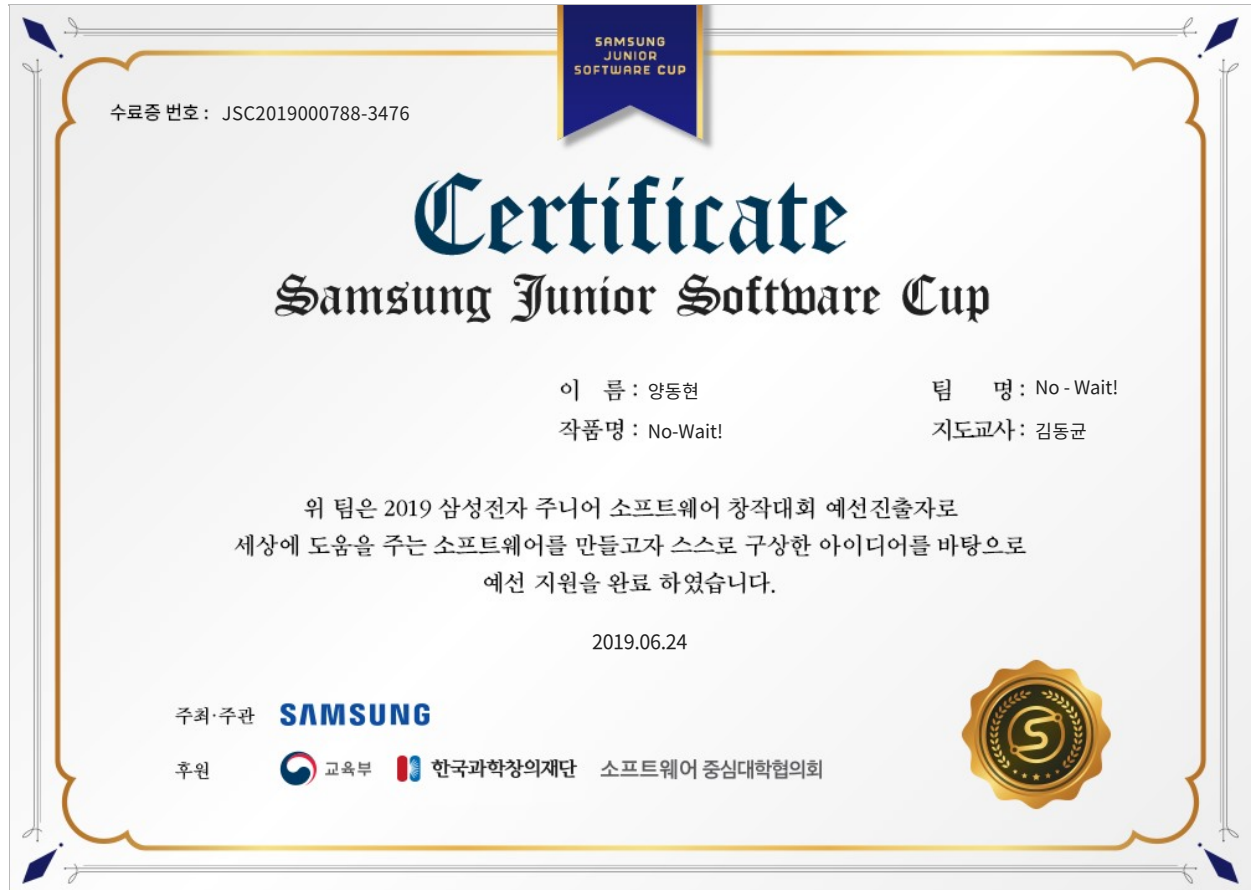 SAMSUNG
JUNIOR
SOFTWARE CUP
수료증 번호 : JSC2019000788-3476
Certificate
Samsung Junior Software Cup
이 름 : 양동현
팀 명 : No - Wait!
작품명 : No-Wait!
지도교사 : 김동균
위 팀은 2019 삼성전자 주니어 소프트웨어 창작대회 예선진출자로
세상에 도움을 주는 소프트웨어를 만들고자 스스로 구상한 아이디어를 바탕으로
예선 지원을 완료 하였습니다.
2019.06.24
주최·주관 SAMSUNG
후원 교육부 한국과학창의재단 소프트웨어 중심대학협의회
S